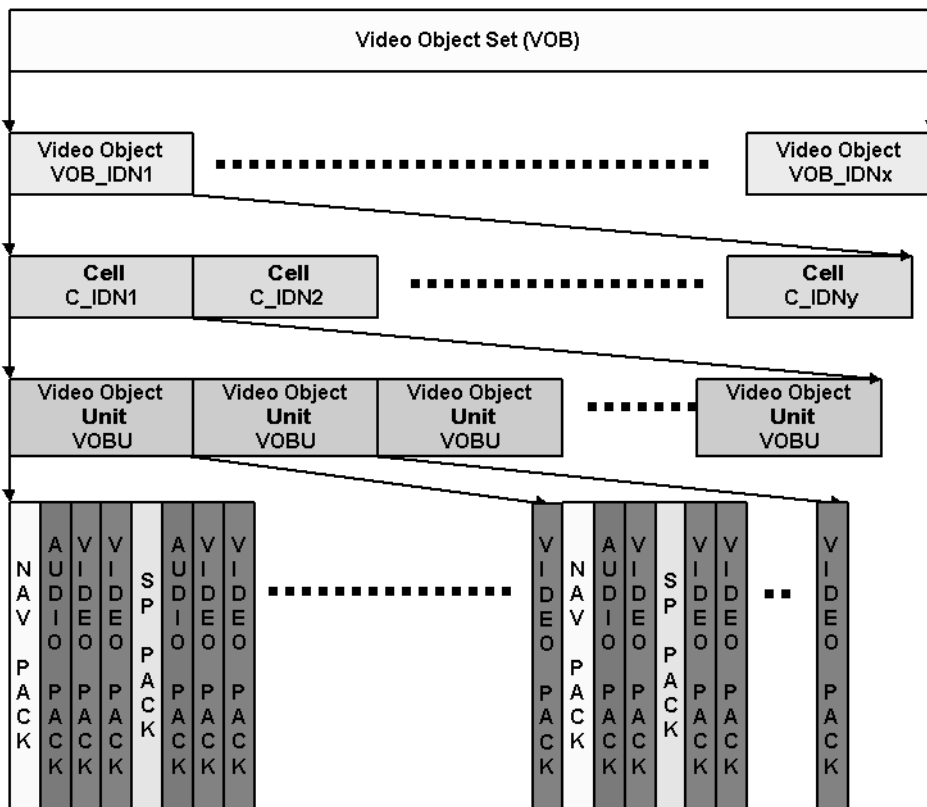 Video Object Set (VOB)
Video Object
VOB_IDN1
Video Object
VOB_IDNx
Cell
C_IDN1
Cell
C_IDN2
Cell
C_IDNy
Video Object
Unit
VOBU
Video Object
Unit
VOBU
Video Object
Unit
VOBU
Video Object
Unit
VOBU
NAV PACK
AUDIO PACK
VIDEO PACK
VIDEO PACK
SP PACK
AUDIO PACK
VIDEO PACK
VIDEO PACK
VIDEO PACK
NAV PACK
AUDIO PACK
VIDEO PACK
SP PACK
VIDEO PACK
VIDEO PACK
VIDEO PACK